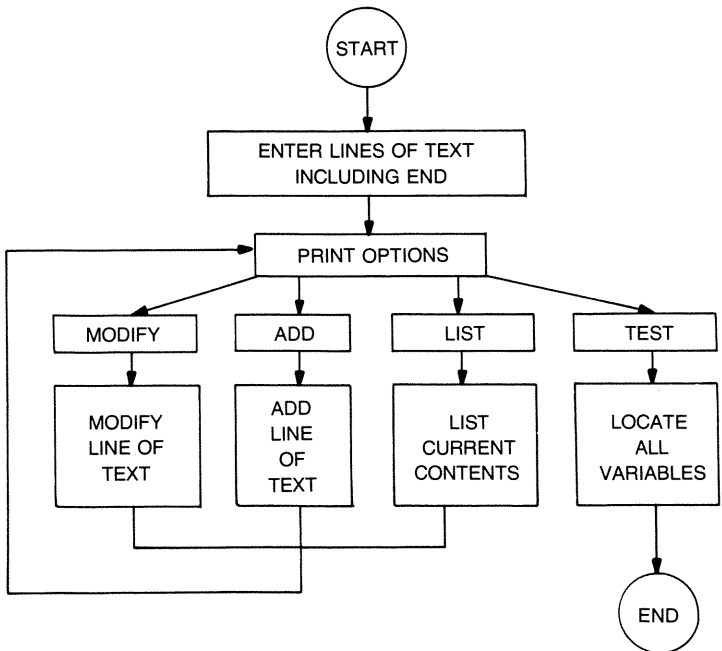 START
ENTER LINES OF TEXT
INCLUDING END
PRINT OPTIONS
MODIFY
ADD
LIST
TEST
MODIFY
LINE OF
TEXT
ADD
LINE
OF
TEXT
LIST
CURRENT
CONTENTS
LOCATE
ALL
VARIABLES
END